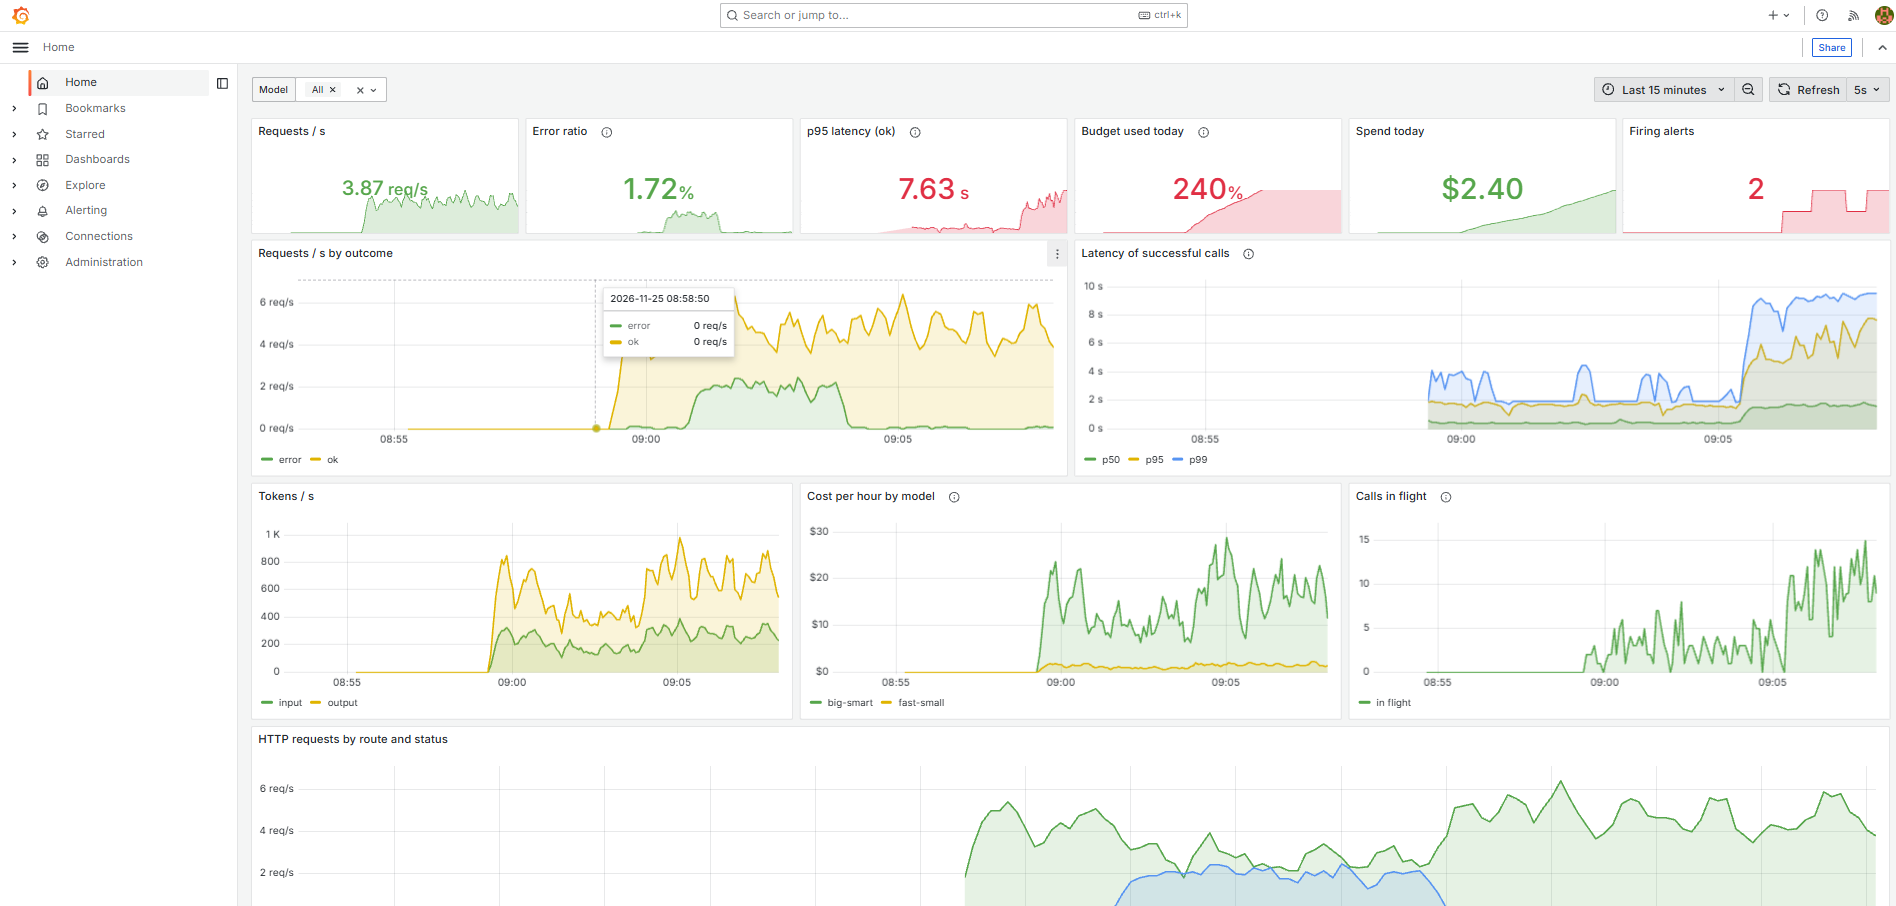 Search or jump to... ctrl+k
Home Share
Home
Bookmarks
Starred
Dashboards
Explore
Alerting
Connections
Administration
Model All Last 15 minutes Refresh 5s
Requests / s Error ratio p95 latency (ok) Budget used today Spend today Firing alerts
3.87 req/s 1.72% 7.63 s 240% $2.40 2
Requests / s by outcome
6 req/s
4 req/s
2 req/s
0 req/s
08:55 09:00 09:05
error ok
2026-11-25 08:58:50
error 0 req/s
ok 0 req/s
Latency of successful calls
10 s
8 s
6 s
4 s
2 s
0 s
08:55 09:00 09:05
p50 p95 p99
Tokens / s
1 K
800
600
400
200
0
08:55 09:00 09:05
input output
Cost per hour by model
$30
$20
$10
$0
08:55 09:00 09:05
big-smart fast-small
Calls in flight
15
10
5
0
08:55 09:00 09:05
in flight
HTTP requests by route and status
6 req/s
4 req/s
2 req/s